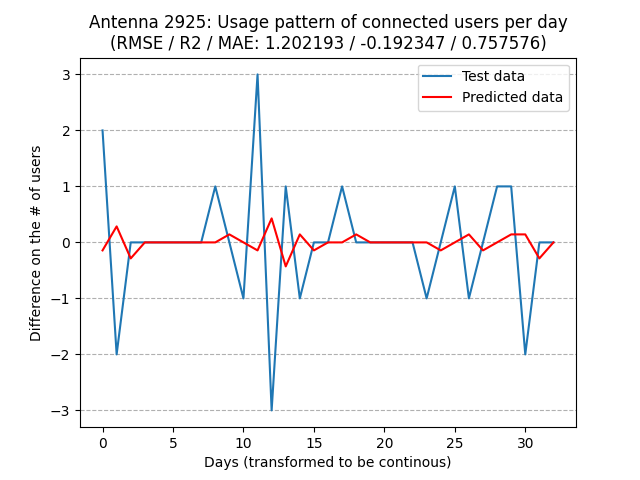 Antenna 2925: Usage pattern of connected users per day
(RMSE / R2 / MAE: 1.202193 / -0.192347 / 0.757576)
Test data
Predicted data
Difference on the # of users
3
2
1
0
−1
−2
−3
0 5 10 15 20 25 30
Days (transformed to be continous)